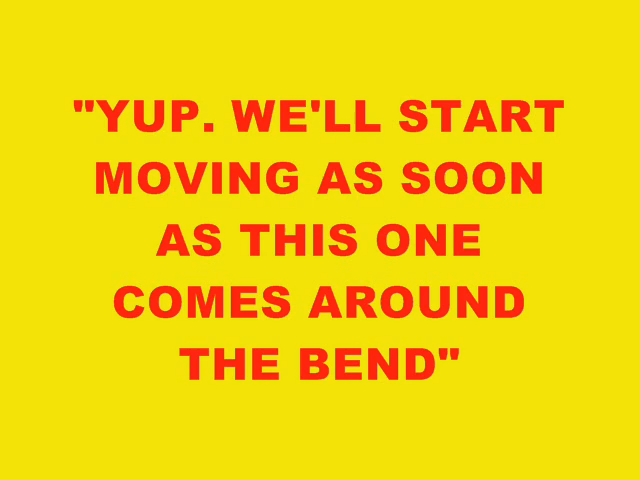 "YUP. WE'LL START
MOVING AS SOON
AS THIS ONE
COMES AROUND
THE BEND"